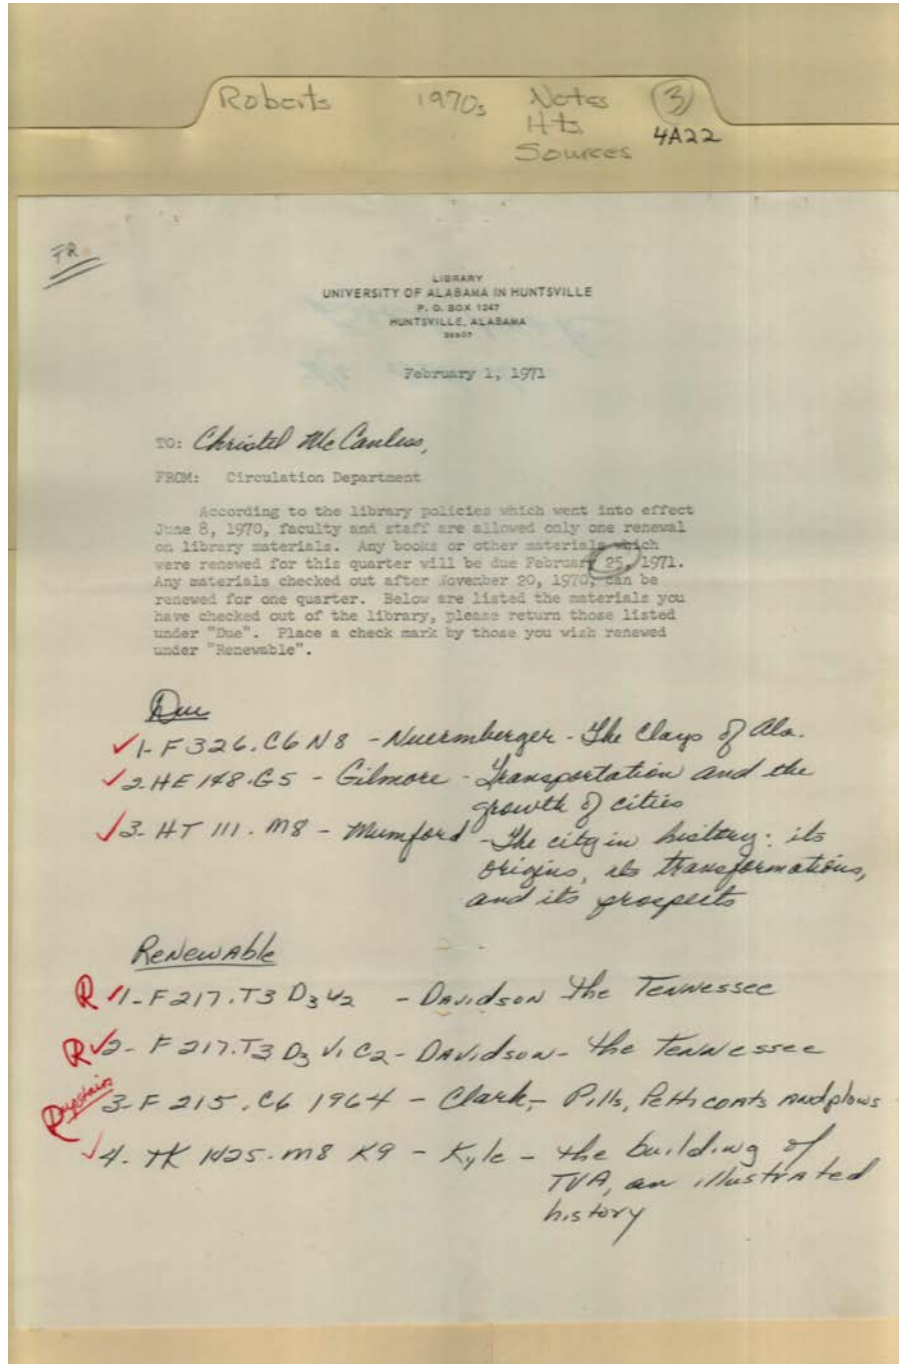 Roberts 1970s Notes 3
Hts 4A22
Sources
FR
LIBRARY
UNIVERSITY OF ALABAMA IN HUNTSVILLE
P. O. BOX 1247
HUNTSVILLE, ALABAMA
February 1, 1971
TO: Christel McCanless,
FROM: Circulation Department
According to the library policies which went into effect
June 8, 1970, faculty and staff are allowed only one renewal
on library materials. Any books or other materials which
were renewed for this quarter will be due February 25, 1971.
Any materials checked out after November 20, 1970, can be
renewed for one quarter. Below are listed the materials you
have checked out of the library, please return those listed
under "Due". Place a check mark by those you wish renewed
under "Renewable".
Due
✓1-F326.C6N8 - Nuermberger - The Clays of Ala.
✓2-HE 148.G5 - Gilmore - Transportation and the
growth of cities
✓3-HT 111.M8 - Mumford - The city in history: its
origins, its transformations,
and its prospects
Renewable
R ✓1-F217.T3 D3 v2 - Davidson the Tennessee
R ✓2- F217.T3 D3 V1 C2 - Davidson - the Tennessee
R upstairs 3-F 215.C6 1964 - Clark, - Pills, Petticoats and plows
✓4. TK 1425.M8 K9 - Kyle - the building of
TVA, an illustrated
history